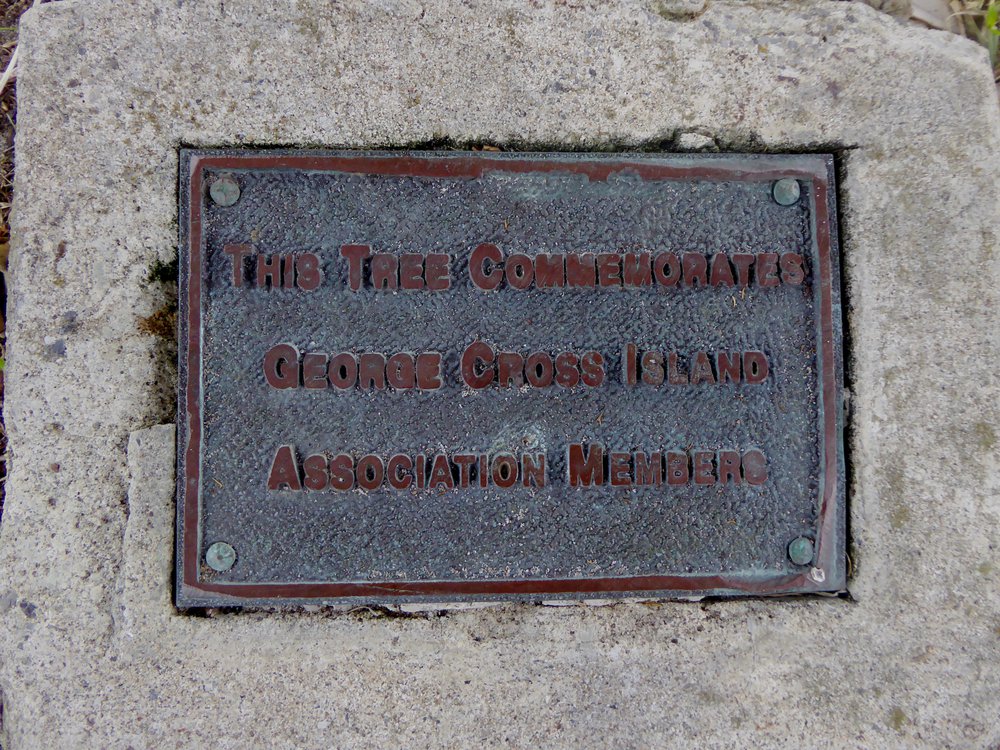 This Tree Commemorates
George Cross Island
Association Members